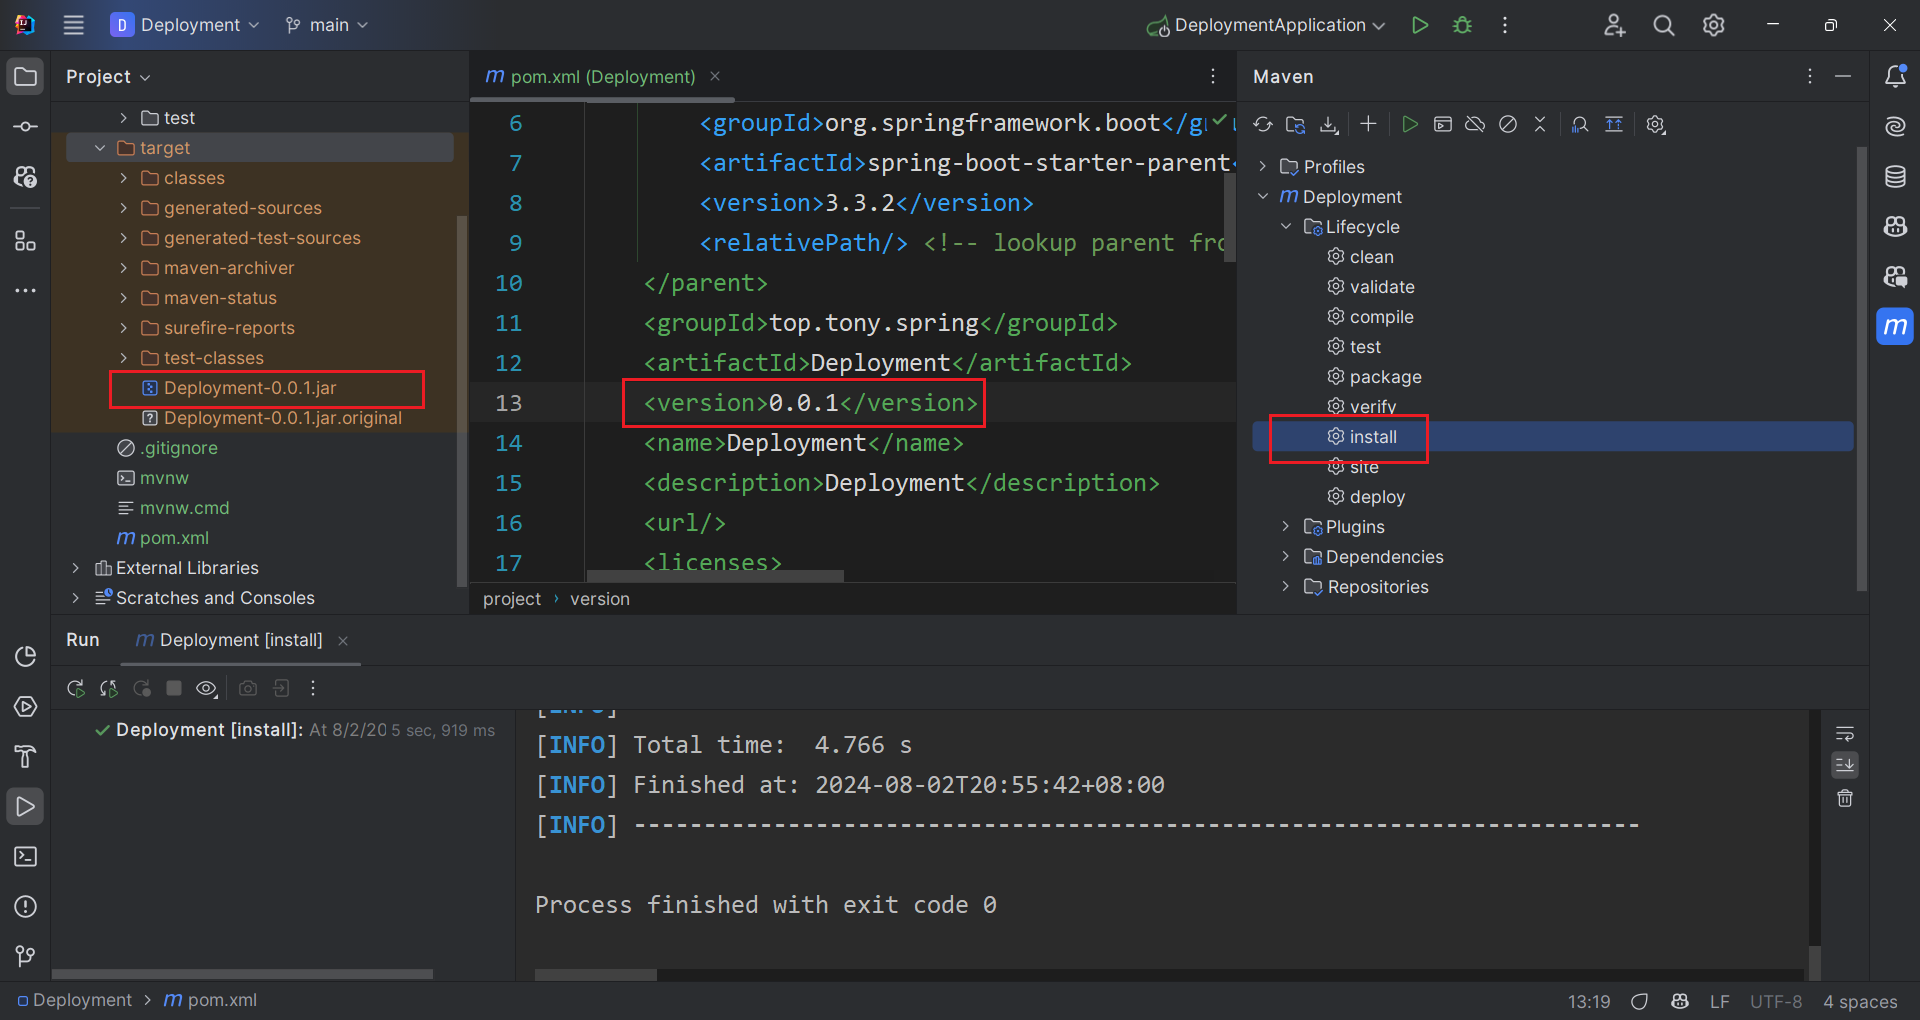 D Deployment main DeploymentApplication
Project
test
target
classes
generated-sources
generated-test-sources
maven-archiver
maven-status
surefire-reports
test-classes
Deployment-0.0.1.jar
Deployment-0.0.1.jar.original
.gitignore
mvnw
mvnw.cmd
pom.xml
External Libraries
Scratches and Consoles
pom.xml (Deployment)
6 <groupId>org.springframework.boot</g
7 <artifactId>spring-boot-starter-parent<
8 <version>3.3.2</version>
9 <relativePath/> <!-- lookup parent fro
10 </parent>
11 <groupId>top.tony.spring</groupId>
12 <artifactId>Deployment</artifactId>
13 <version>0.0.1</version>
14 <name>Deployment</name>
15 <description>Deployment</description>
16 <url/>
17 <licenses>
project › version
Maven
Profiles
Deployment
Lifecycle
clean
validate
compile
test
package
verify
install
site
deploy
Plugins
Dependencies
Repositories
Run Deployment [install]
Deployment [install]: At 8/2/20 5 sec, 919 ms
[INFO]
[INFO] Total time:  4.766 s
[INFO] Finished at: 2024-08-02T20:55:42+08:00
[INFO] ------------------------------------------------------------------------
Process finished with exit code 0
Deployment > pom.xml
13:19 LF UTF-8 4 spaces